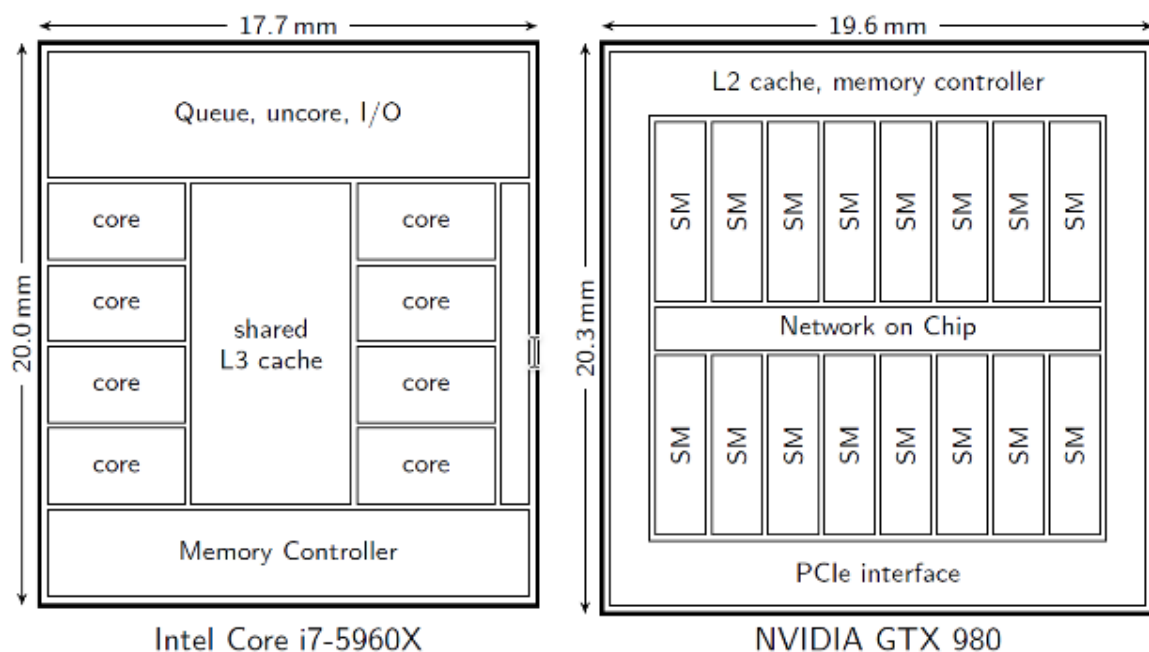 17.7 mm
20.0 mm
Queue, uncore, I/O
core
core
core
core
shared
L3 cache
core
core
core
core
Memory Controller
Intel Core i7-5960X
19.6 mm
20.3 mm
L2 cache, memory controller
SM SM SM SM SM SM SM SM
Network on Chip
SM SM SM SM SM SM SM SM
PCIe interface
NVIDIA GTX 980